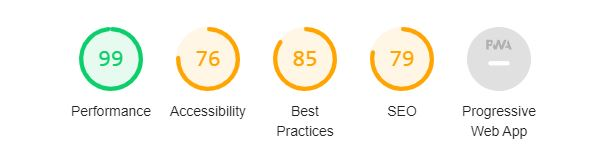 99
76
85
79
PWA
Performance
Accessibility
Best
Practices
SEO
Progressive
Web App